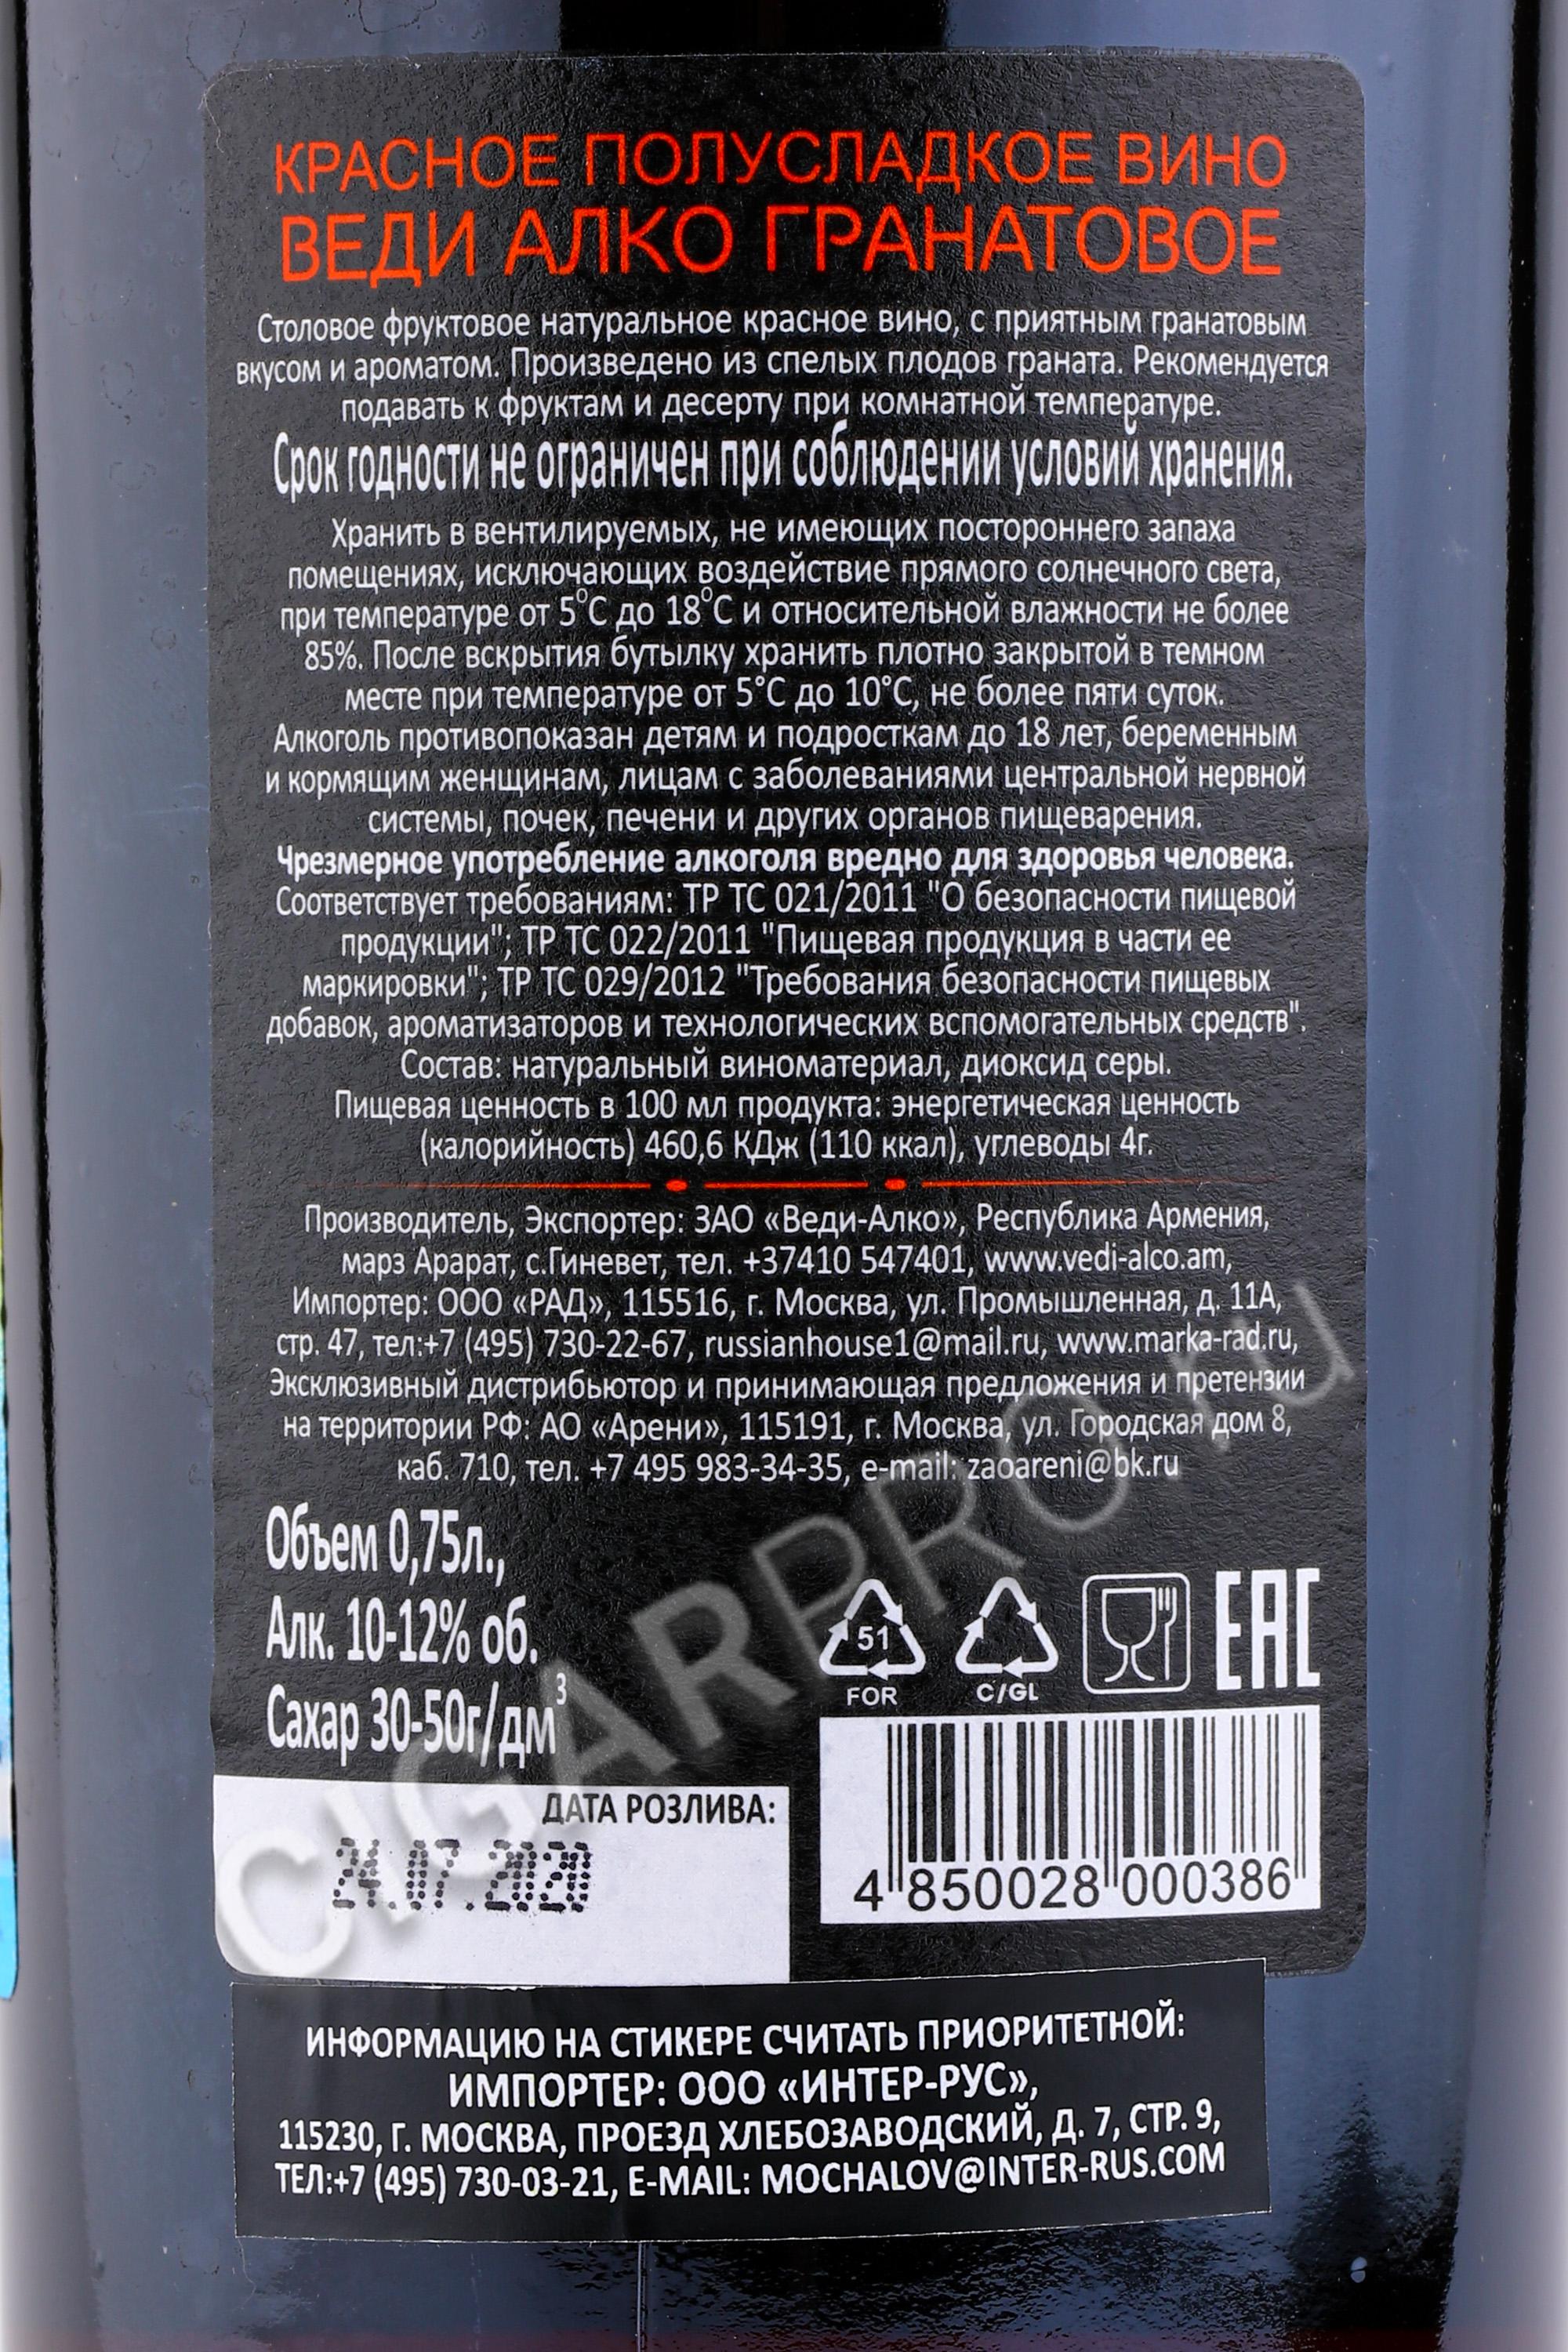 КРАСНОЕ ПОЛУСЛАДКОЕ ВИНО
ВЕДИ АЛКО ГРАНАТОВОЕ
Столовое фруктовое натуральное красное вино, с приятным гранатовым
вкусом и ароматом. Произведено из спелых плодов граната. Рекомендуется
подавать к фруктам и десерту при комнатной температуре.
Срок годности не ограничен при соблюдении условий хранения.
Хранить в вентилируемых, не имеющих постороннего запаха
помещениях, исключающих воздействие прямого солнечного света,
при температуре от 5°С до 18°С и относительной влажности не более
85%. После вскрытия бутылку хранить плотно закрытой в темном
месте при температуре от 5°С до 10°С, не более пяти суток.
Алкоголь противопоказан детям и подросткам до 18 лет, беременным
и кормящим женщинам, лицам с заболеваниями центральной нервной
системы, почек, печени и других органов пищеварения.
Чрезмерное употребление алкоголя вредно для здоровья человека.
Соответствует требованиям: ТР ТС 021/2011 "О безопасности пищевой
продукции"; ТР ТС 022/2011 "Пищевая продукция в части ее
маркировки"; ТР ТС 029/2012 "Требования безопасности пищевых
добавок, ароматизаторов и технологических вспомогательных средств".
Состав: натуральный виноматериал, диоксид серы.
Пищевая ценность в 100 мл продукта: энергетическая ценность
(калорийность) 460,6 КДж (110 ккал), углеводы 4г.
Производитель, Экспортер: ЗАО «Веди-Алко», Республика Армения,
марз Арарат, с.Гиневет, тел. +37410 547401, www.vedi-alco.am,
Импортер: ООО «РАД», 115516, г. Москва, ул. Промышленная, д. 11А,
стр. 47, тел:+7 (495) 730-22-67, russianhouse1@mail.ru, www.marka-rad.ru,
Эксклюзивный дистрибьютор и принимающая предложения и претензии
на территории РФ: АО «Арени», 115191, г. Москва, ул. Городская дом 8,
каб. 710, тел. +7 495 983-34-35, e-mail: zaoareni@bk.ru
Объем 0,75л.,
Алк. 10-12% об.
Сахар 30-50г/дм³
51
FOR
C/GL
EAC
ДАТА РОЗЛИВА:
24.07.2020
4 850028 000386
CIGARPRO.ru
ИНФОРМАЦИЮ НА СТИКЕРЕ СЧИТАТЬ ПРИОРИТЕТНОЙ:
ИМПОРТЕР: ООО «ИНТЕР-РУС»,
115230, Г. МОСКВА, ПРОЕЗД ХЛЕБОЗАВОДСКИЙ, Д. 7, СТР. 9,
ТЕЛ:+7 (495) 730-03-21, E-MAIL: MOCHALOV@INTER-RUS.COM